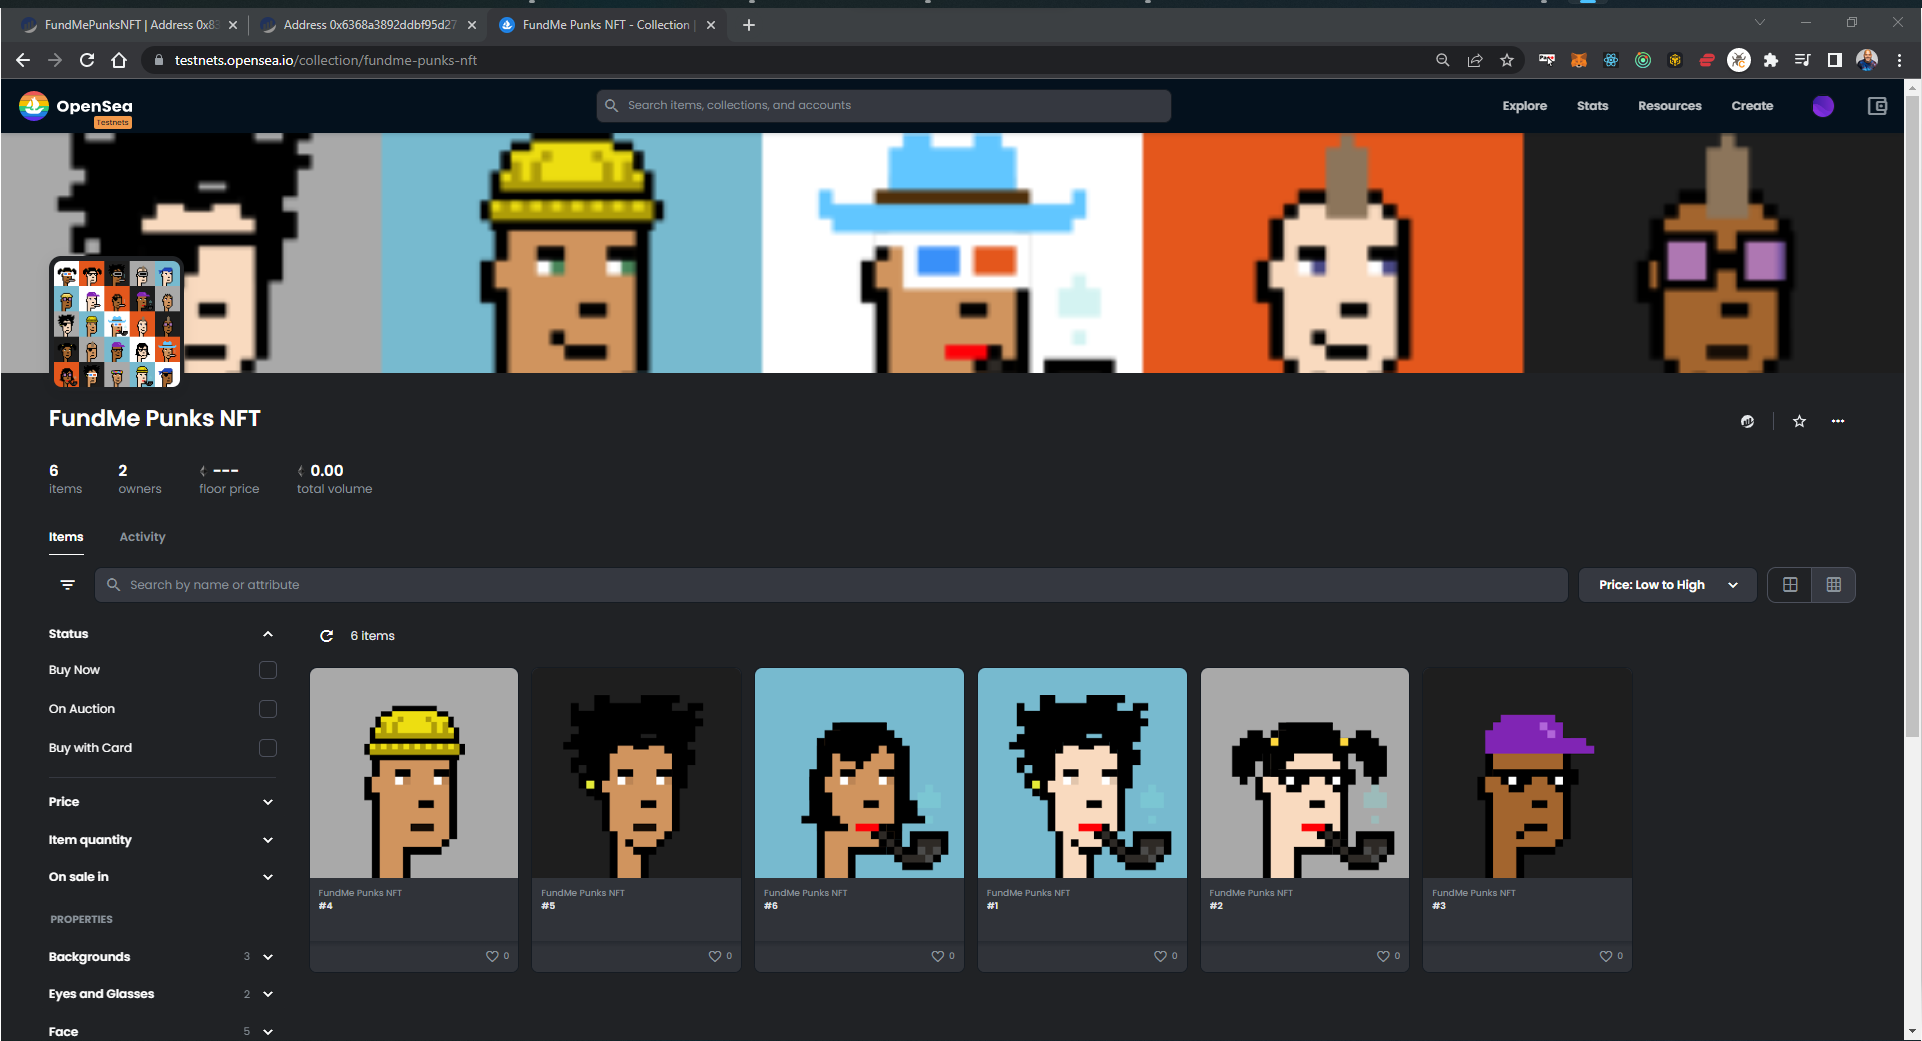 FundMePunksNFT | Address 0x83
Address 0x6368a3892ddbf95d27
FundMe Punks NFT - Collection |
testnets.opensea.io/collection/fundme-punks-nft
OpenSea
Testnets
Search items, collections, and accounts
Explore
Stats
Resources
Create
FundMe Punks NFT
6
items
2
owners
---
floor price
0.00
total volume
Items
Activity
Search by name or attribute
Price: Low to High
Status
6 items
Buy Now
On Auction
Buy with Card
Price
Item quantity
On sale in
PROPERTIES
Backgrounds 3
Eyes and Glasses 2
Face 5
FundMe Punks NFT
#4
0
FundMe Punks NFT
#5
0
FundMe Punks NFT
#6
0
FundMe Punks NFT
#1
0
FundMe Punks NFT
#2
0
FundMe Punks NFT
#3
0